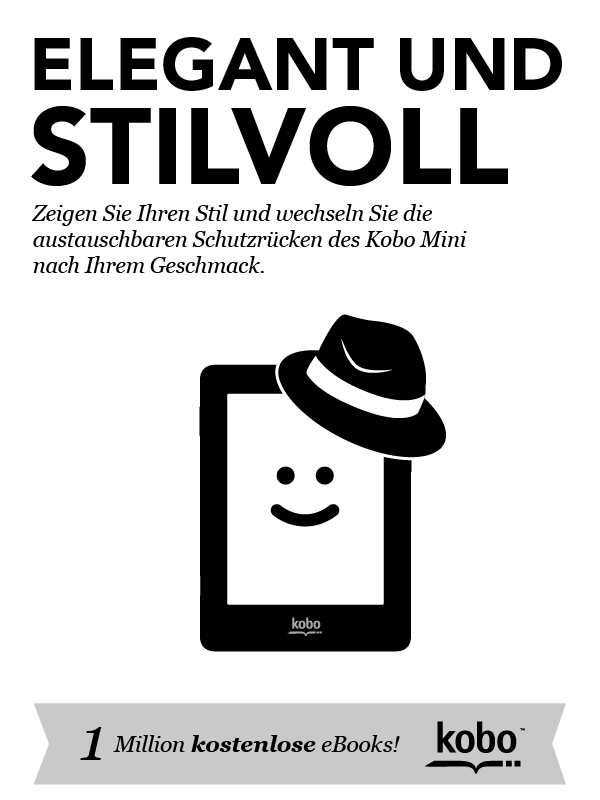 ELEGANT UND
STILVOLL
Zeigen Sie Ihren Stil und wechseln Sie die
austauschbaren Schutzrücken des Kobo Mini
nach Ihrem Geschmack.
kobo
1 Million kostenlose eBooks!
kobo™